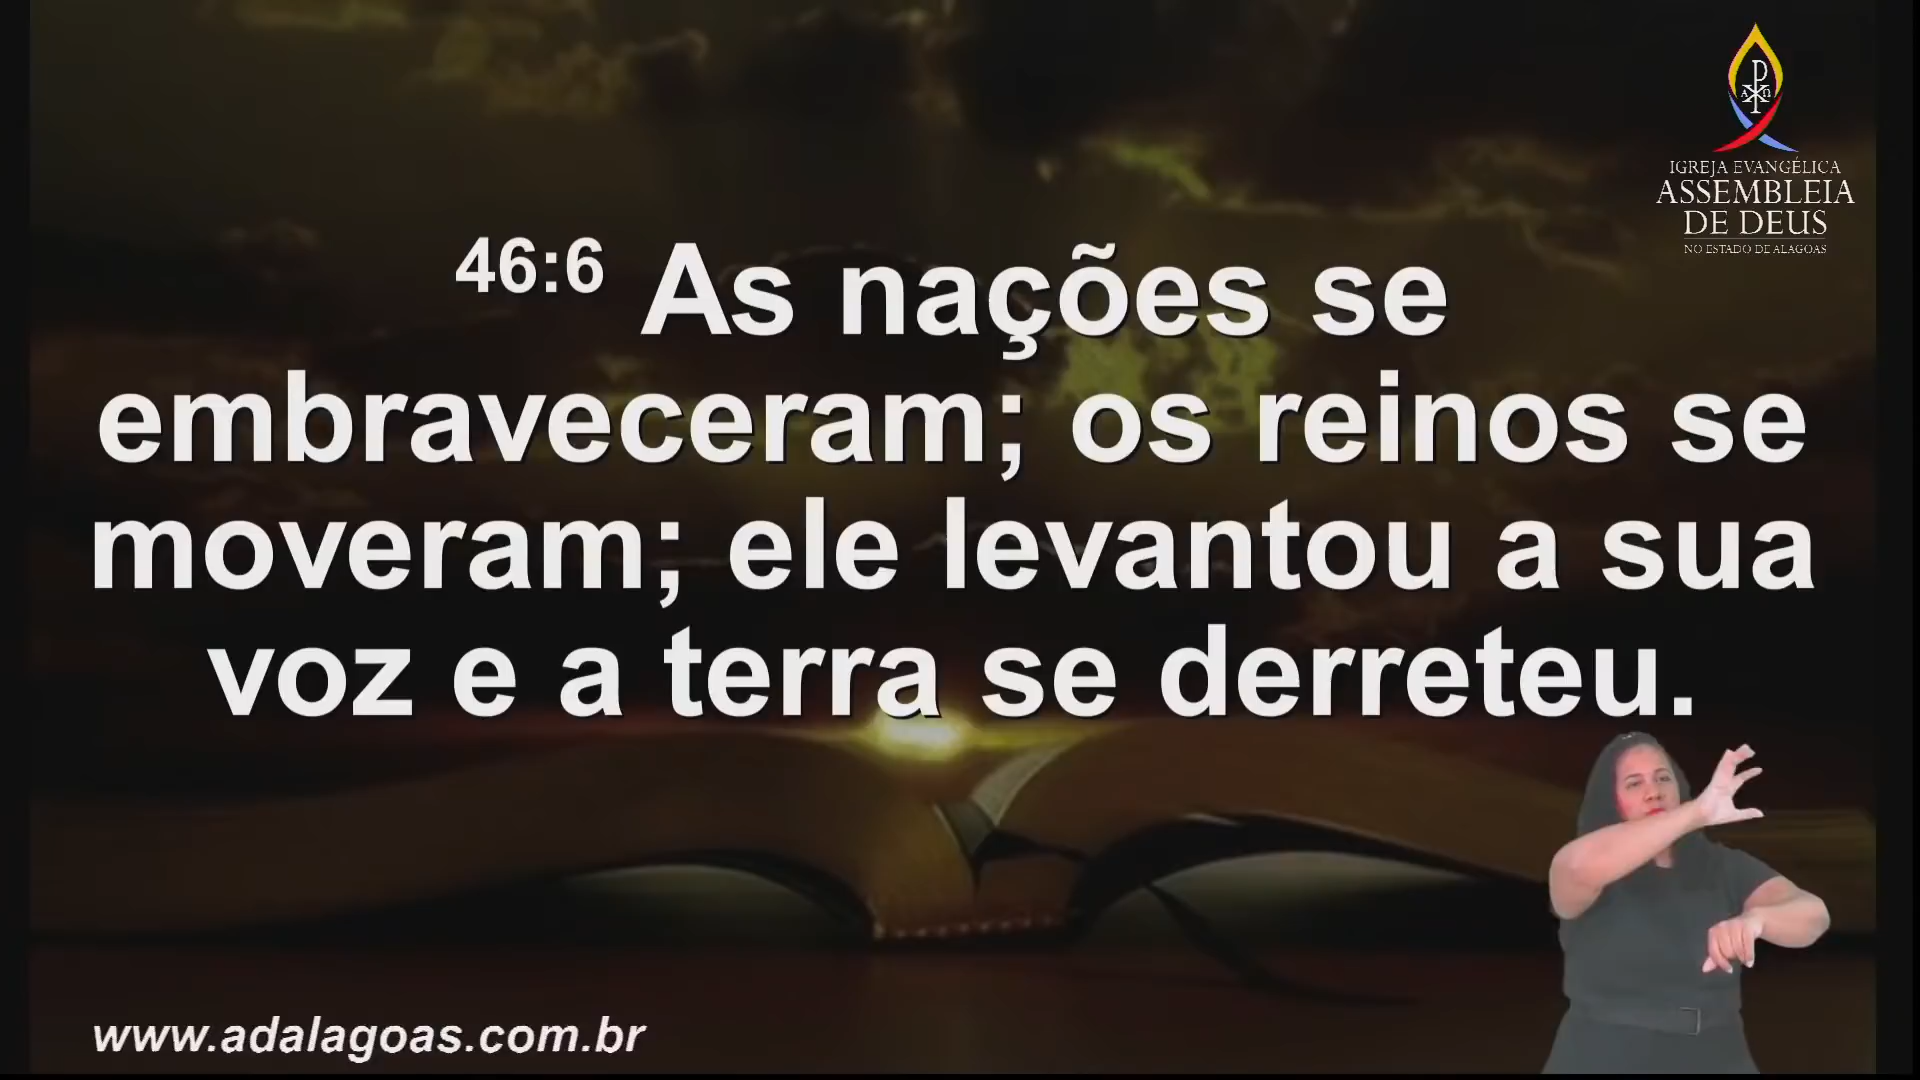 IGREJA EVANGÉLICA
ASSEMBLEIA
DE DEUS
NO ESTADO DE ALAGOAS
46:6 As nações se
embraveceram; os reinos se
moveram; ele levantou a sua
voz e a terra se derreteu.
www.adalagoas.com.br